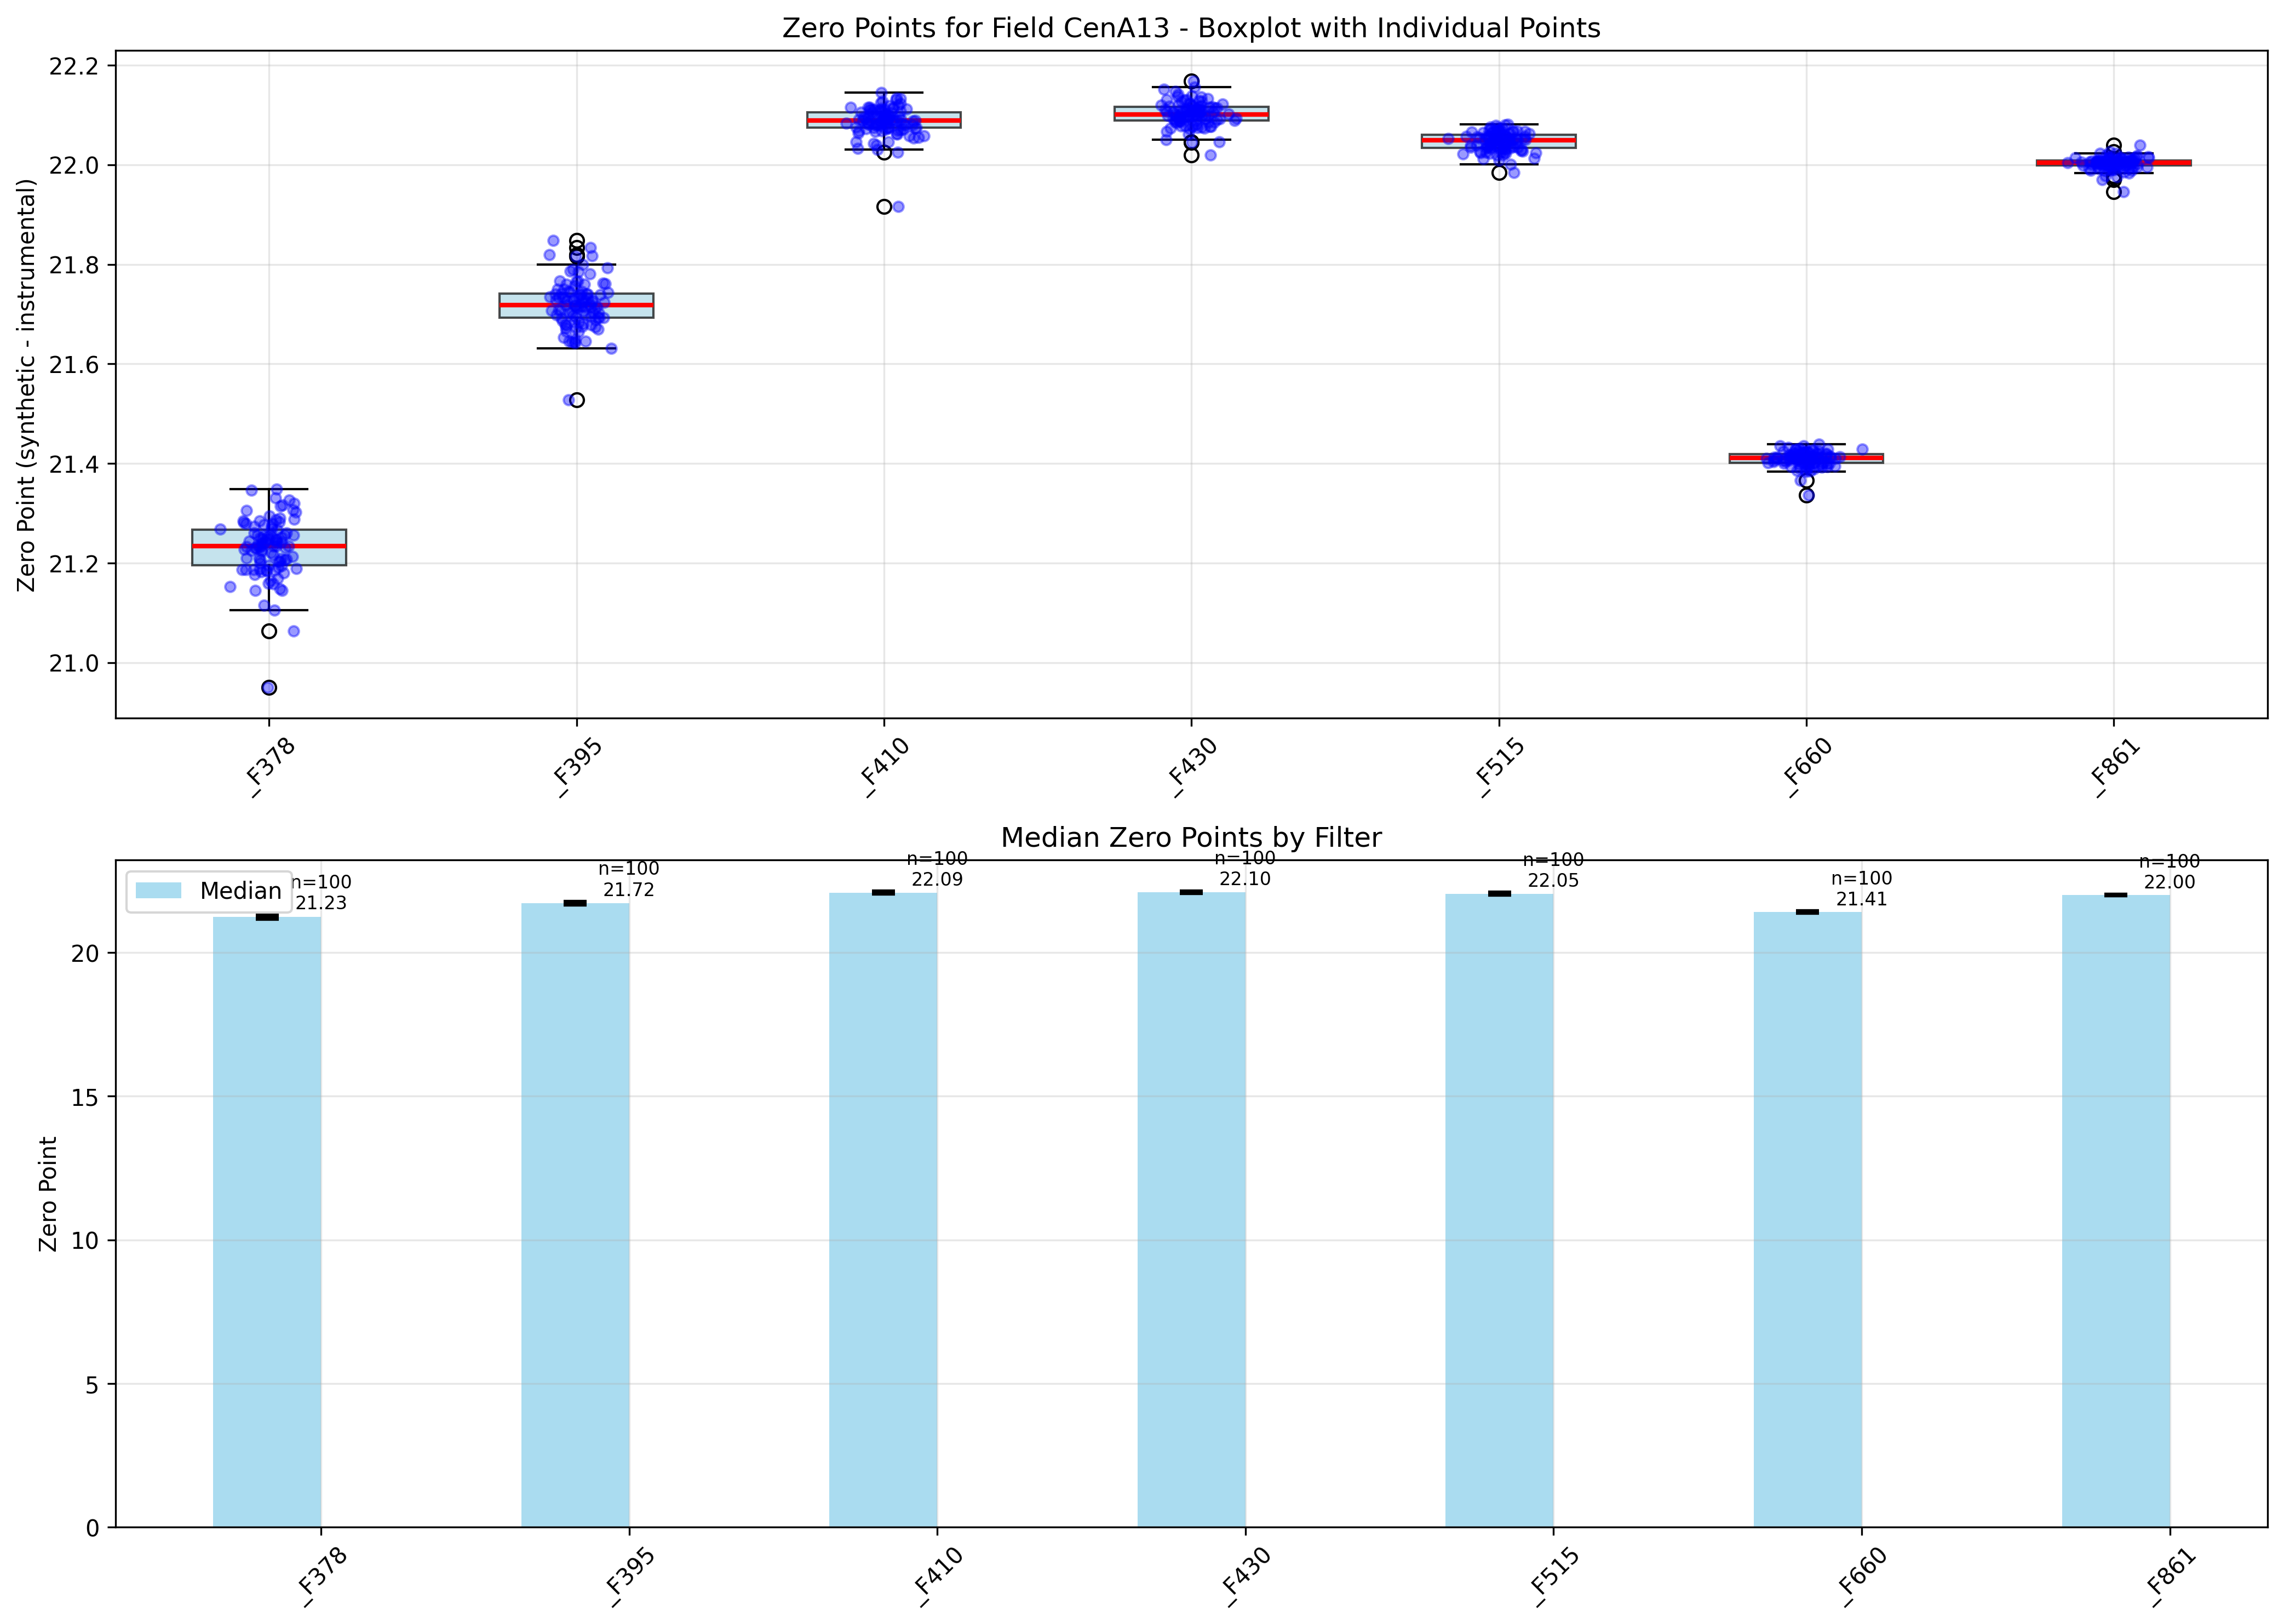 Zero Points for Field CenA13 - Boxplot with Individual Points
Zero Point (synthetic - instrumental)
22.2
22.0
21.8
21.6
21.4
21.2
21.0
_F378
_F395
_F410
_F430
_F515
_F660
_F861
Median Zero Points by Filter
Zero Point
20
15
10
5
0
Median
n=100
21.23
n=100
21.72
n=100
22.09
n=100
22.10
n=100
22.05
n=100
21.41
n=100
22.00
_F378
_F395
_F410
_F430
_F515
_F660
_F861